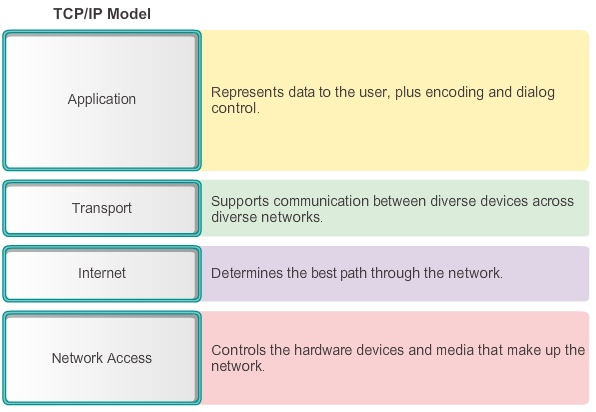 TCP/IP Model
Application
Represents data to the user, plus encoding and dialog
control.
Transport
Supports communication between diverse devices across
diverse networks.
Internet
Determines the best path through the network.
Network Access
Controls the hardware devices and media that make up the
network.